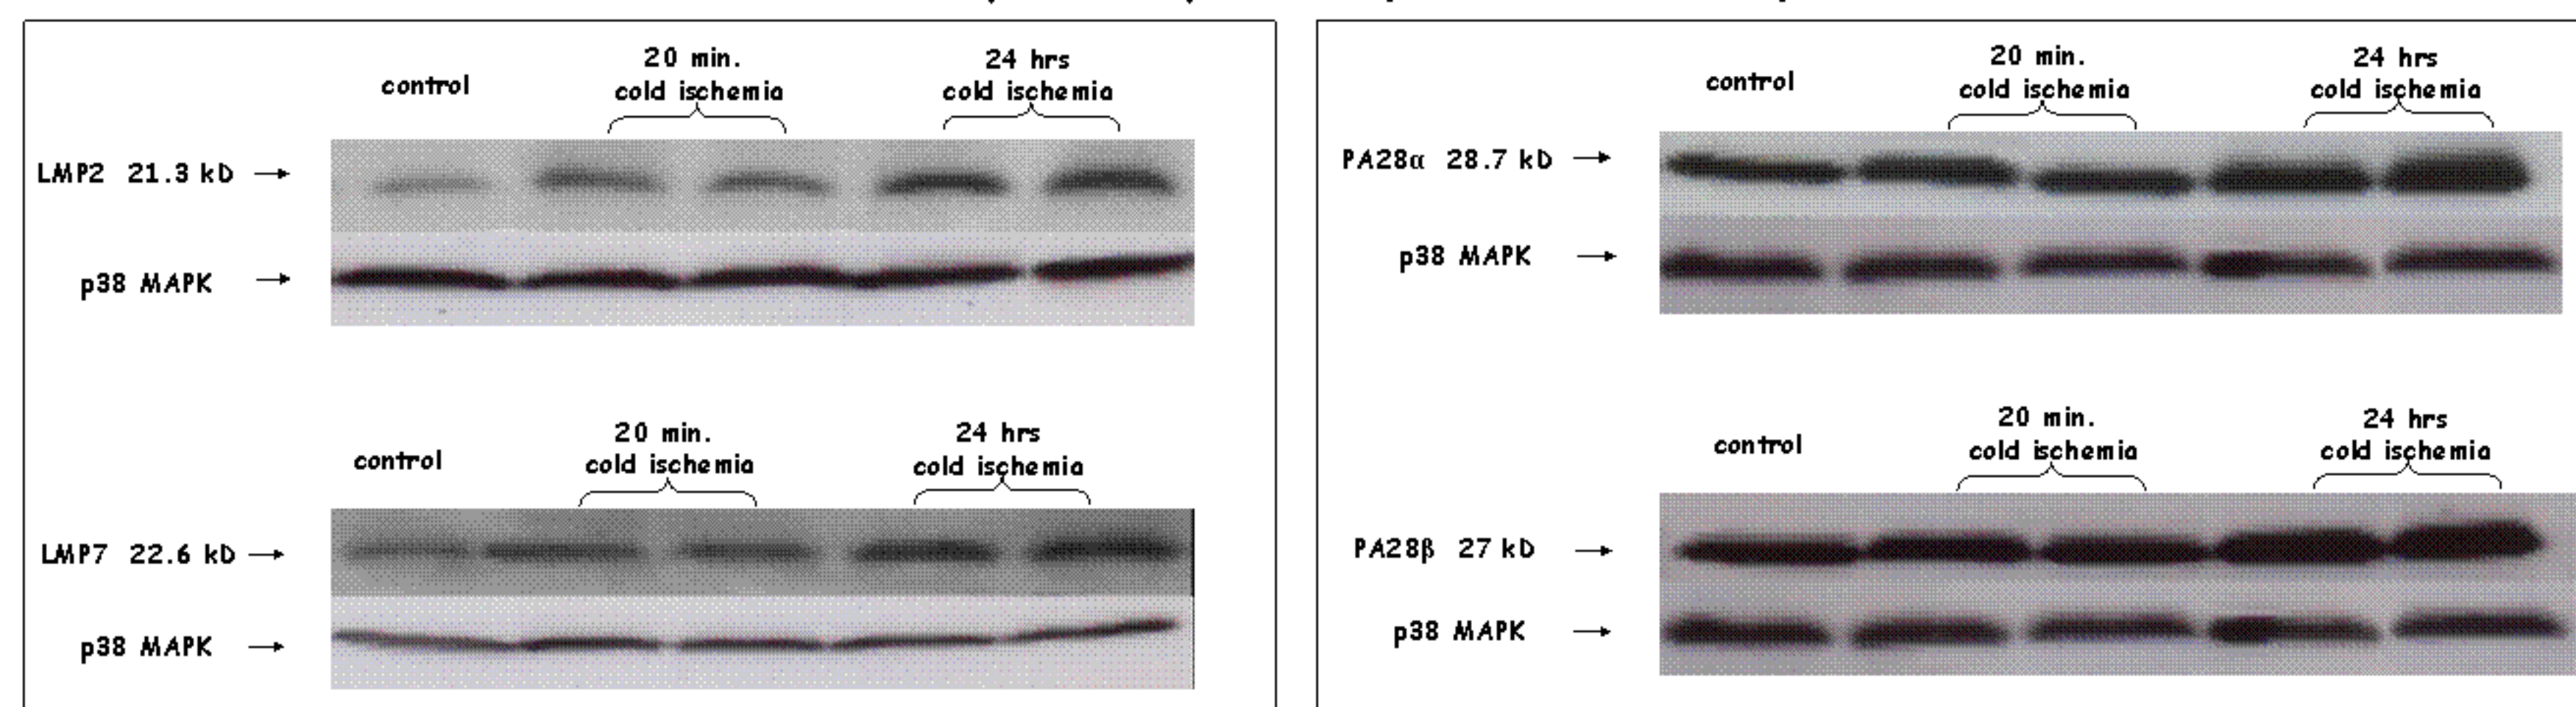 control
20 min.
cold ischemia
24 hrs
cold ischemia
LMP2 21.3 kD →
p38 MAPK →
control
20 min.
cold ischemia
24 hrs
cold ischemia
LMP7 22.6 kD →
p38 MAPK →
control
20 min.
cold ischemia
24 hrs
cold ischemia
PA28α 28.7 kD →
p38 MAPK →
control
20 min.
cold ischemia
24 hrs
cold ischemia
PA28β 27 kD →
p38 MAPK →